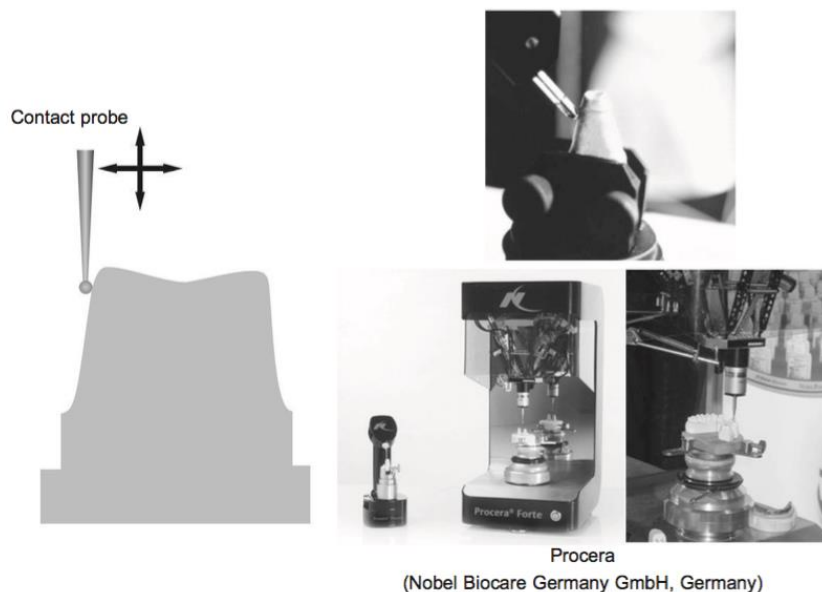 Contact probe
Procera® Forte
Procera
(Nobel Biocare Germany GmbH, Germany)